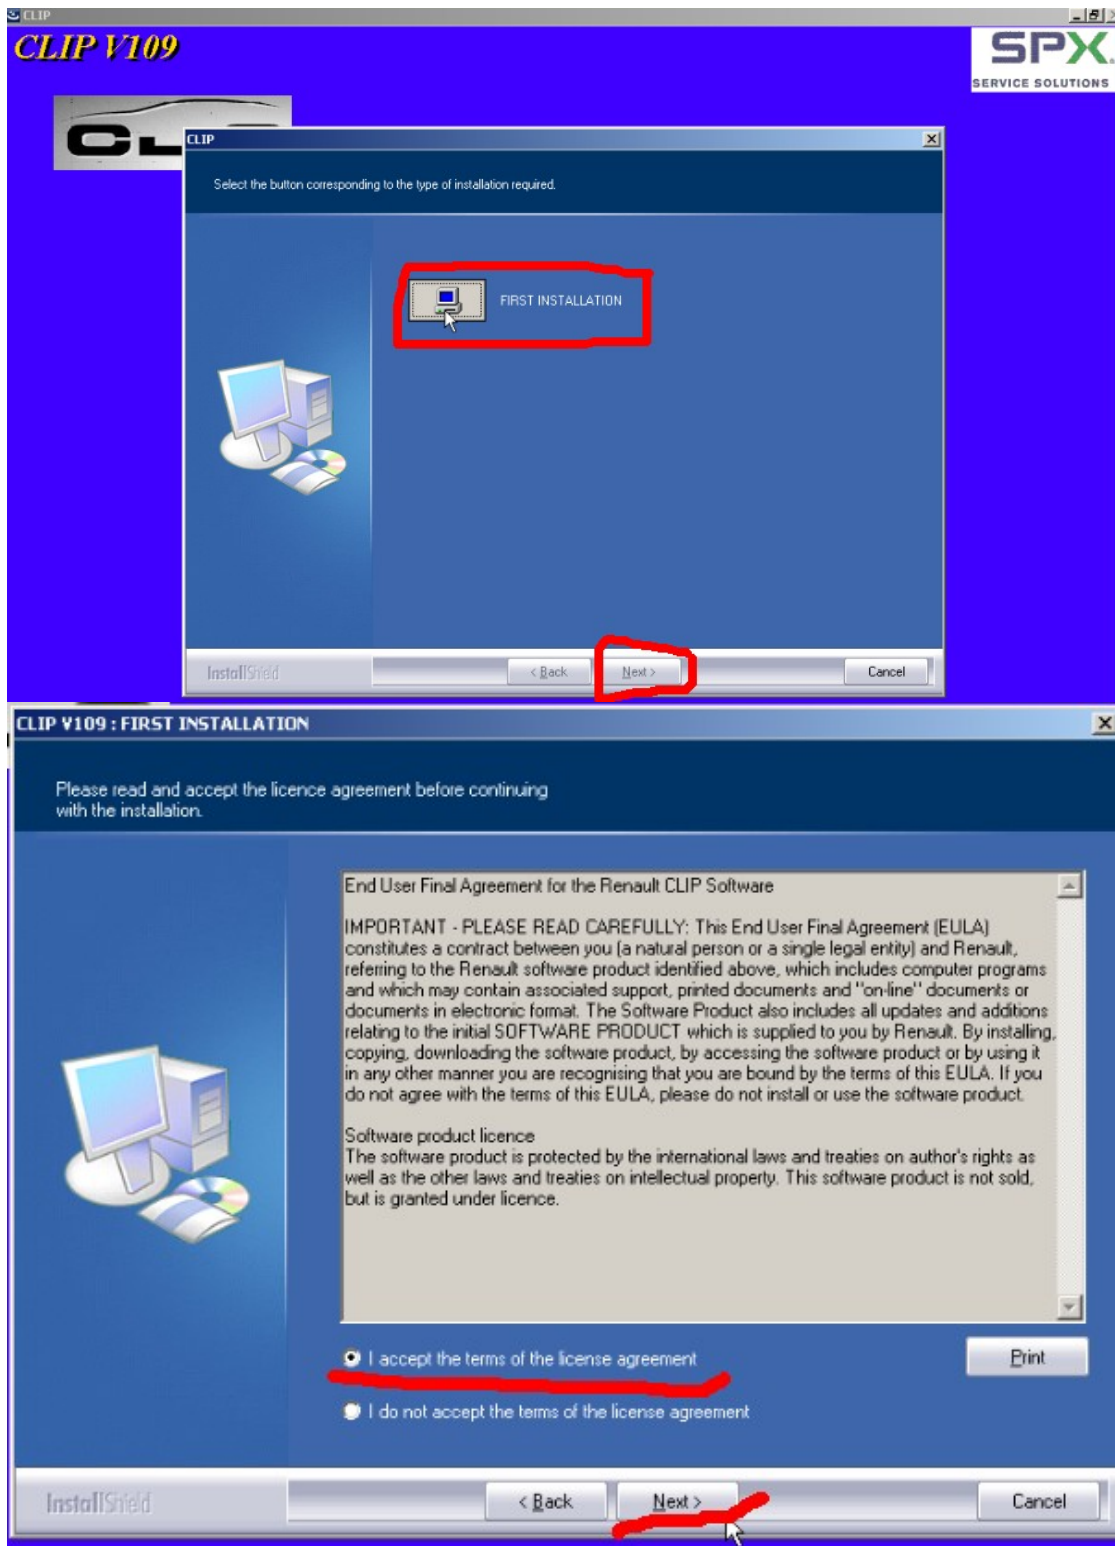 CLIP
CLIP V109
SPX.
SERVICE SOLUTIONS
CLIP
Select the button corresponding to the type of installation required.
FIRST INSTALLATION
InstallShield
< Back
Next >
Cancel
CLIP V109 : FIRST INSTALLATION
Please read and accept the licence agreement before continuing
with the installation.
End User Final Agreement for the Renault CLIP Software
IMPORTANT - PLEASE READ CAREFULLY: This End User Final Agreement (EULA)
constitutes a contract between you (a natural person or a single legal entity) and Renault,
referring to the Renault software product identified above, which includes computer programs
and which may contain associated support, printed documents and "on-line" documents or
documents in electronic format. The Software Product also includes all updates and additions
relating to the initial SOFTWARE PRODUCT which is supplied to you by Renault. By installing,
copying, downloading the software product, by accessing the software product or by using it
in any other manner you are recognising that you are bound by the terms of this EULA. If you
do not agree with the terms of this EULA, please do not install or use the software product.
Software product licence
The software product is protected by the international laws and treaties on author's rights as
well as the other laws and treaties on intellectual property. This software product is not sold,
but is granted under licence.
I accept the terms of the license agreement
Print
I do not accept the terms of the license agreement
InstallShield
< Back
Next >
Cancel